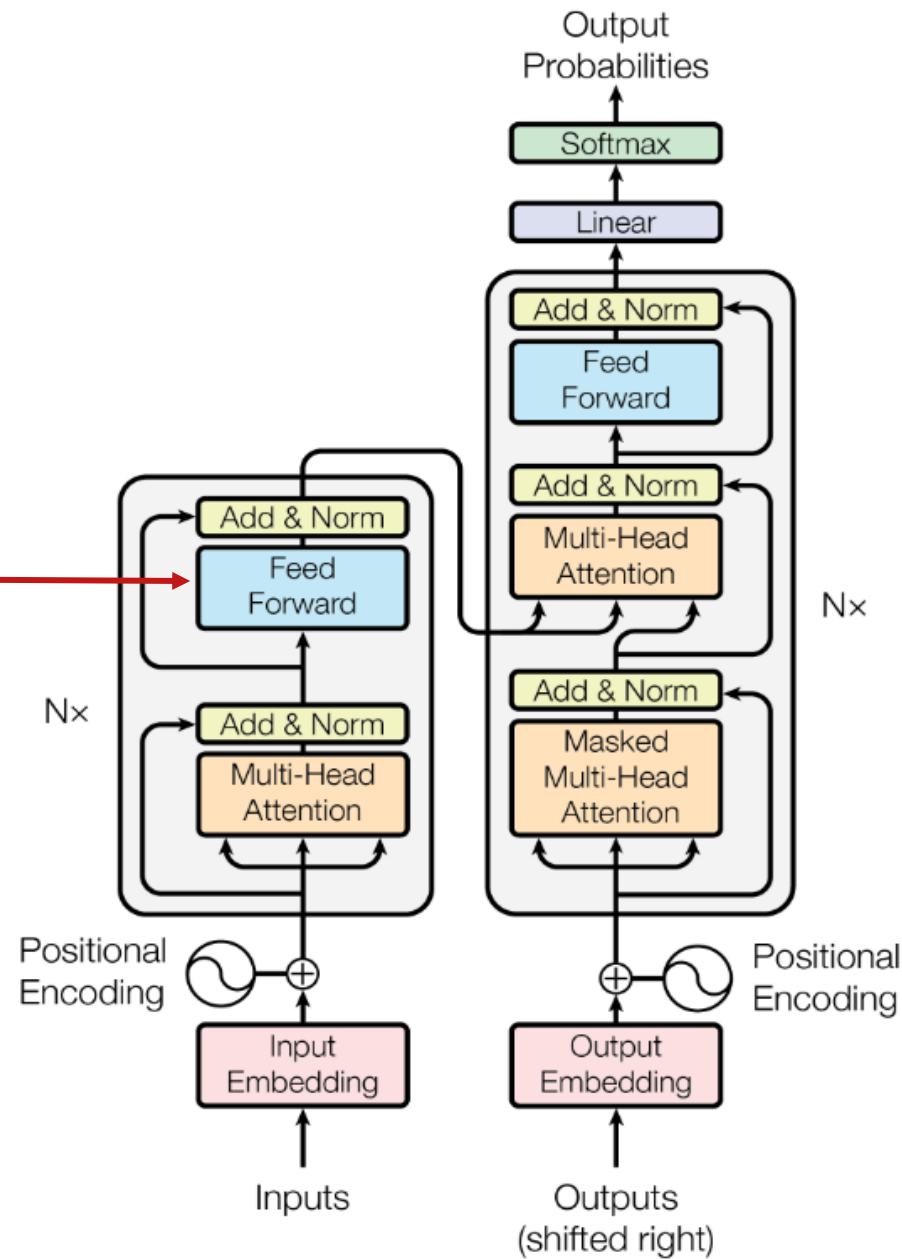 Output
Probabilities
Softmax
Linear
Add & Norm
Feed
Forward
Add & Norm
Multi-Head
Attention
Nx
Add & Norm
Masked
Multi-Head
Attention
Positional
Encoding
Output
Embedding
Outputs
(shifted right)
Add & Norm
Feed
Forward
Nx
Add & Norm
Multi-Head
Attention
Positional
Encoding
Input
Embedding
Inputs